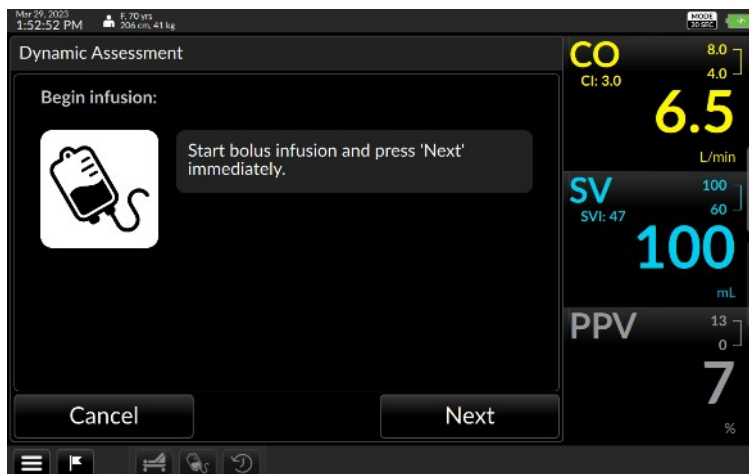 Mar 29, 2023
1:52:52 PM
F, 70 yrs
206 cm, 41 kg
MODE
20 SEC
Dynamic Assessment
Begin infusion:
Start bolus infusion and press 'Next'
immediately.
Cancel
Next
CO
CI: 3.0
8.0
4.0
6.5
L/min
SV
SVI: 47
100
60
100
mL
PPV
13
0
7
%